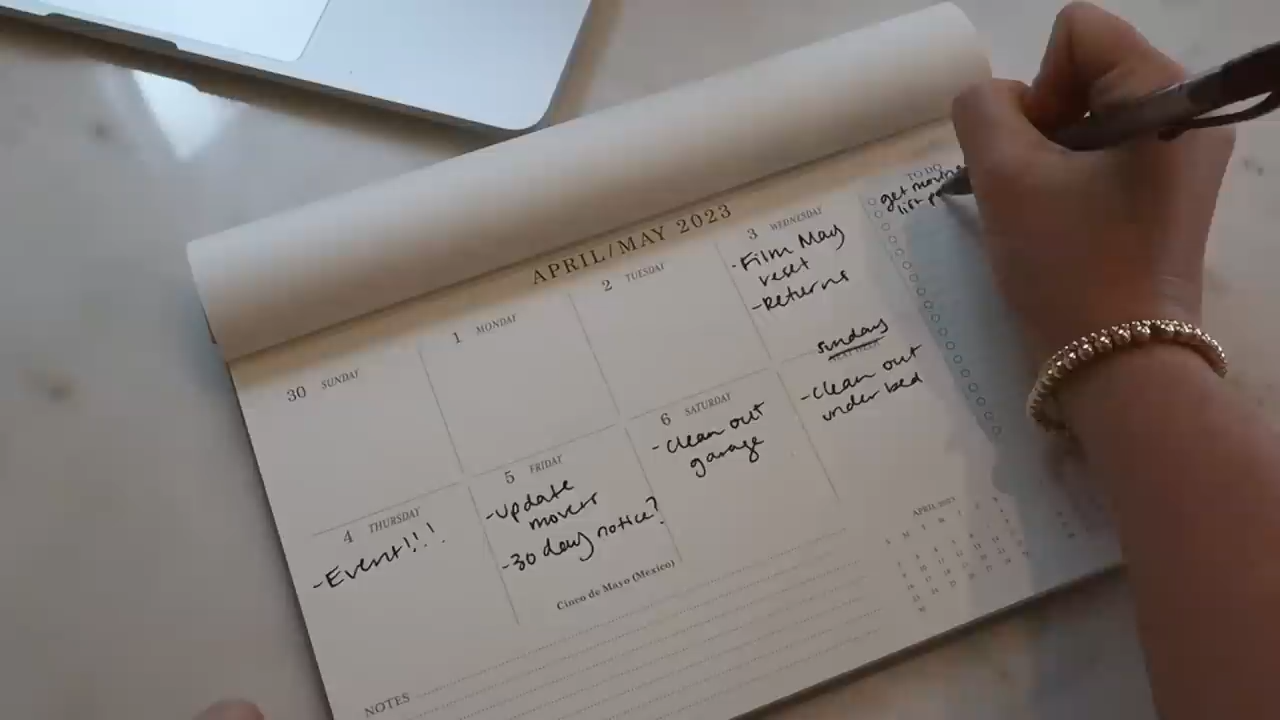 APRIL/MAY 2023
30 SUNDAY
1 MONDAY
2 TUESDAY
3 WEDNESDAY
-Film May
reset
-Returns
4 THURSDAY
-Event!!!
5 FRIDAY
-update
movers
-30 day notice?
Cinco de Mayo (Mexico)
6 SATURDAY
-clean out
garage
sunday
-clean out
under bed
TO DO
get moving
list
APRIL 2023
NOTES